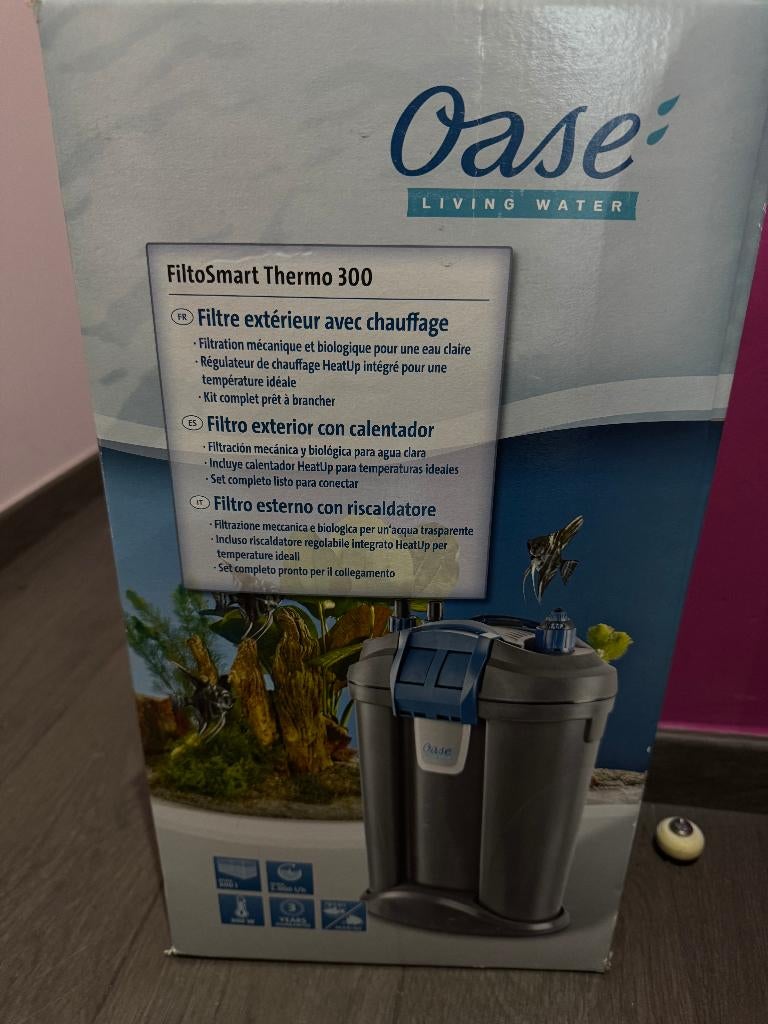 Oase
LIVING WATER
FiltoSmart Thermo 300
FR Filtre extérieur avec chauffage
· Filtration mécanique et biologique pour une eau claire
· Régulateur de chauffage HeatUp intégré pour une
température idéale
· Kit complet prêt à brancher
ES Filtro exterior con calentador
· Filtración mecánica y biológica para agua clara
· Incluye calentador HeatUp para temperaturas ideales
· Set completo listo para conectar
IT Filtro esterno con riscaldatore
· Filtrazione meccanica e biologica per un'acqua trasparente
· Incluso riscaldatore regolabile integrato HeatUp per
temperature ideali
· Set completo pronto per il collegamento
Oase
3
YEARS